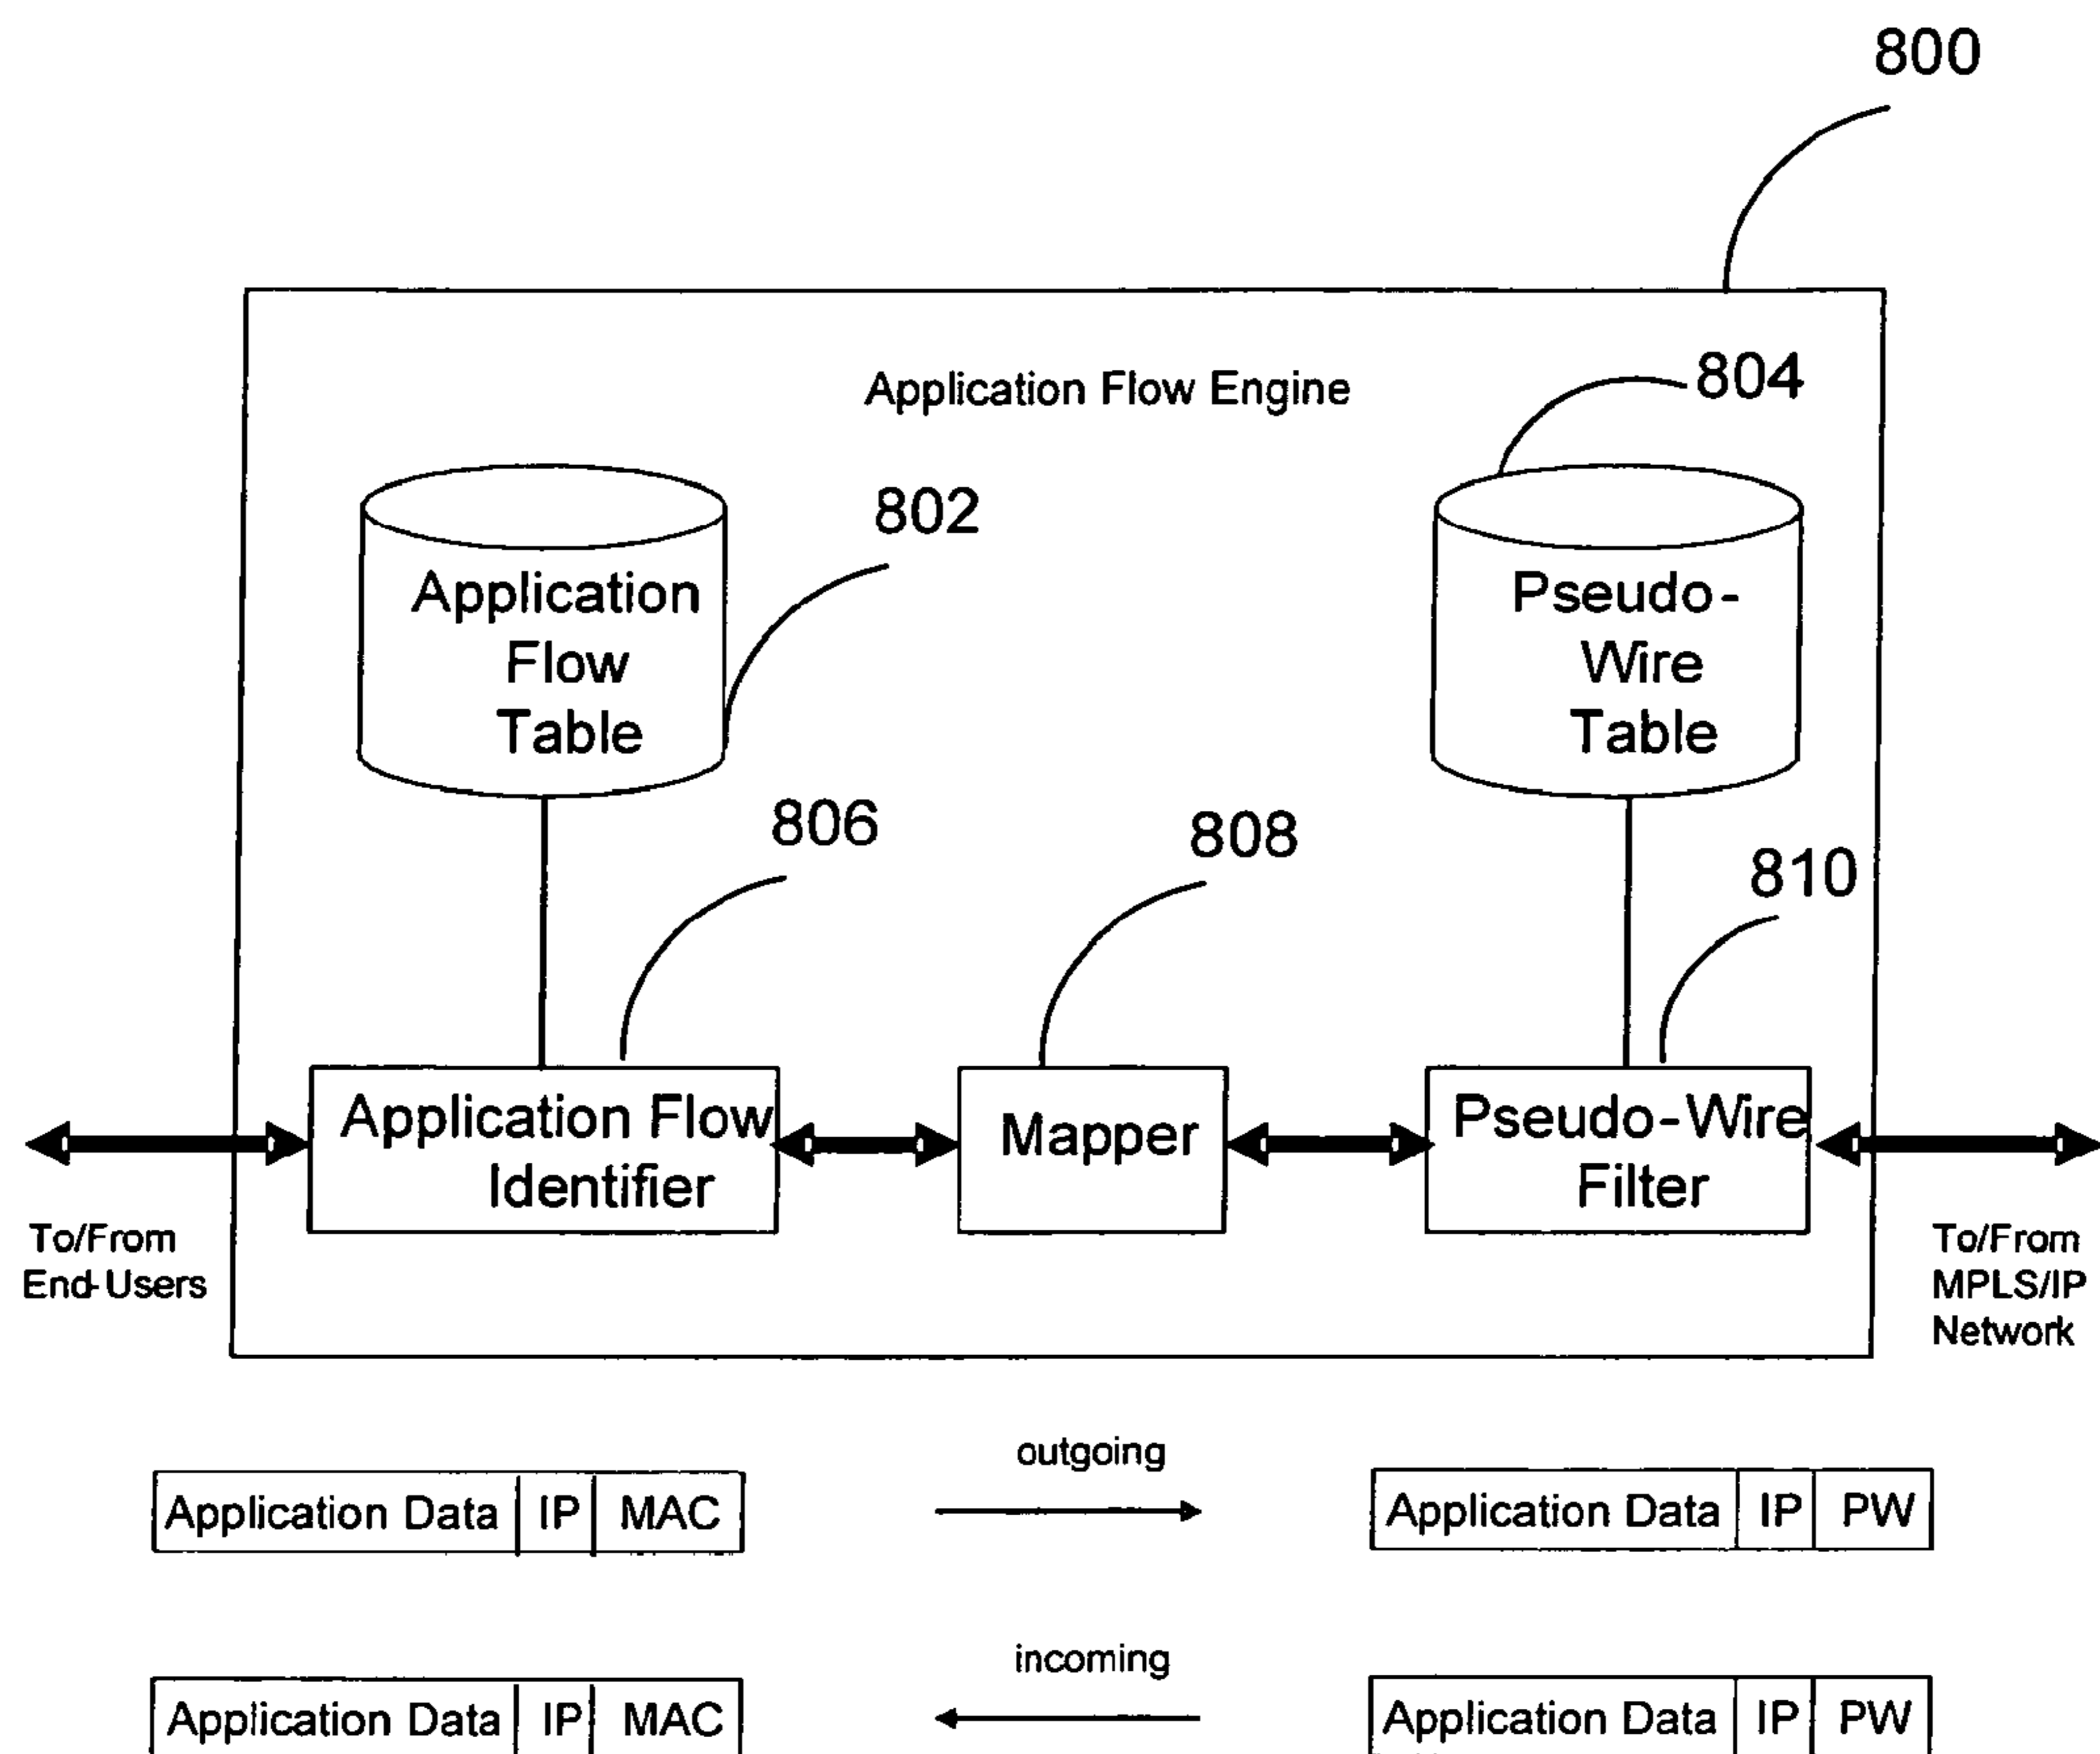 800
Application Flow Engine
804
802
Application
Flow
Table
Pseudo-
Wire
Table
806
808
810
Application Flow
Identifier
Mapper
Pseudo-Wire
Filter
To/From
End-Users
To/From
MPLS/IP
Network
outgoing
Application Data IP MAC
Application Data IP PW
incoming
Application Data IP MAC
Application Data IP PW